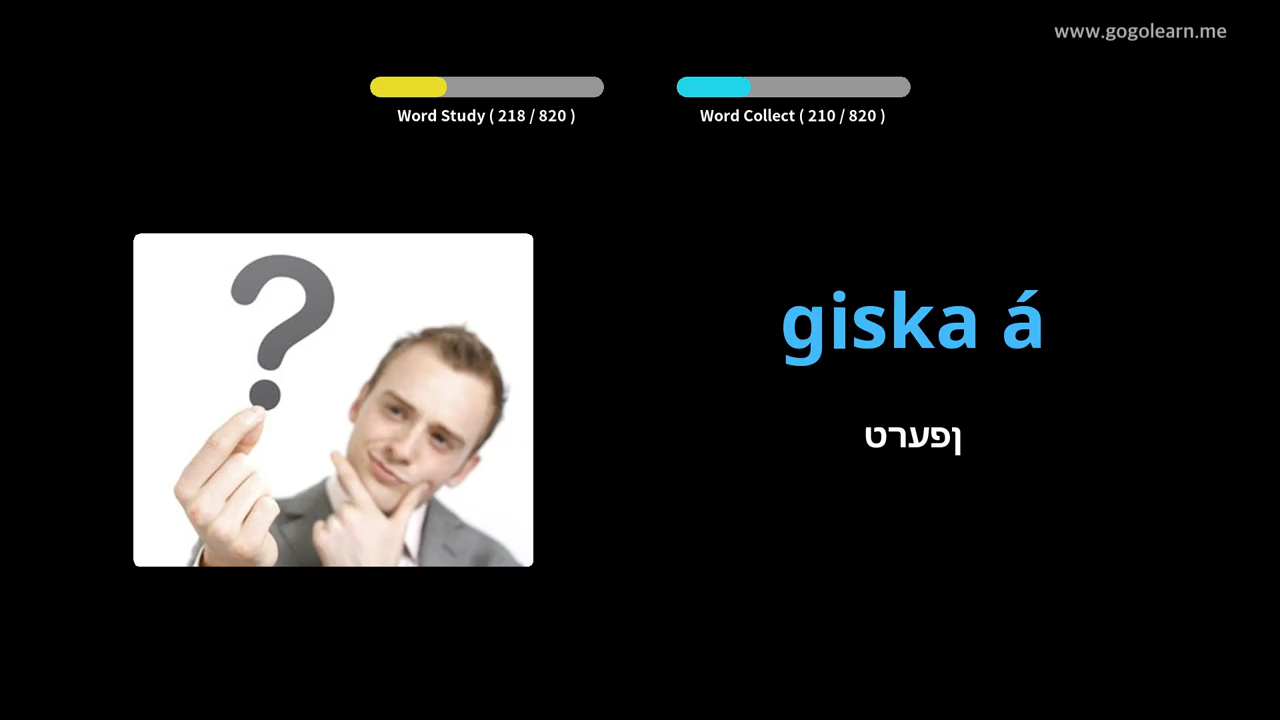 www.gogolearn.me
Word Study ( 218 / 820 )
Word Collect ( 210 / 820 )
giska á
טרעפן